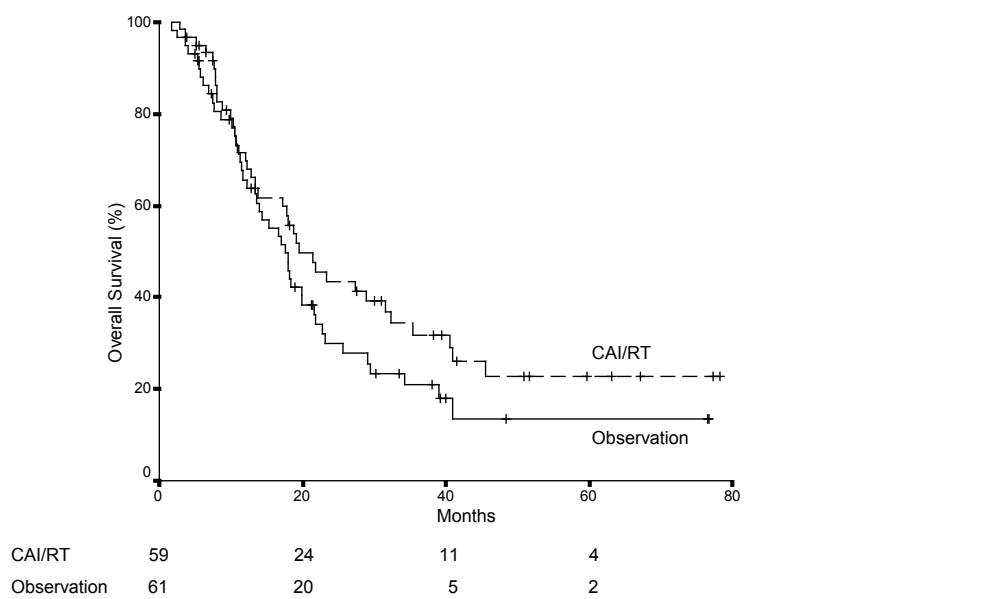 100
80
60
40
20
0
Overall Survival (%)
CAI/RT
Observation
0 20 40 60 80
Months
CAI/RT 59 24 11 4
Observation 61 20 5 2